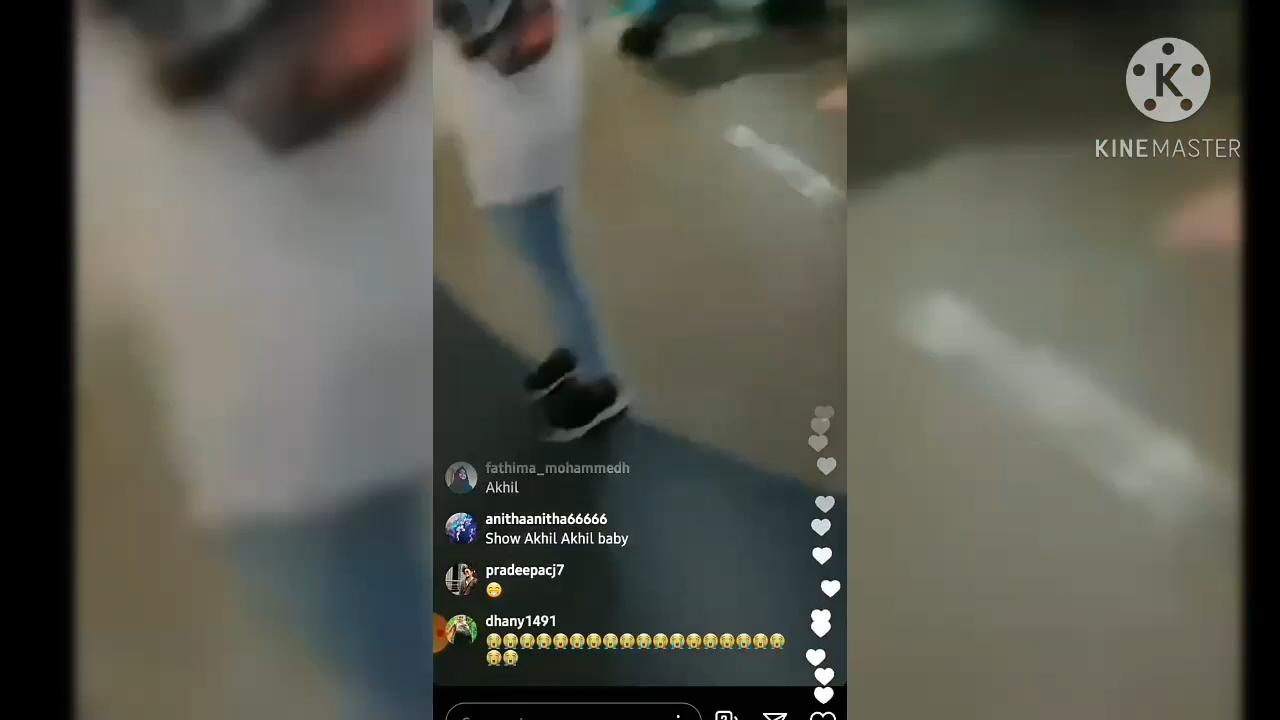 K
KINEMASTER
fathima_mohammedh
Akhil
anithaanitha66666
Show Akhil Akhil baby
pradeepacj7
😁
dhany1491
😭😭😭😭😭😭😭😭😭😭😭😭😭😭😭😭😭😭
😭😭